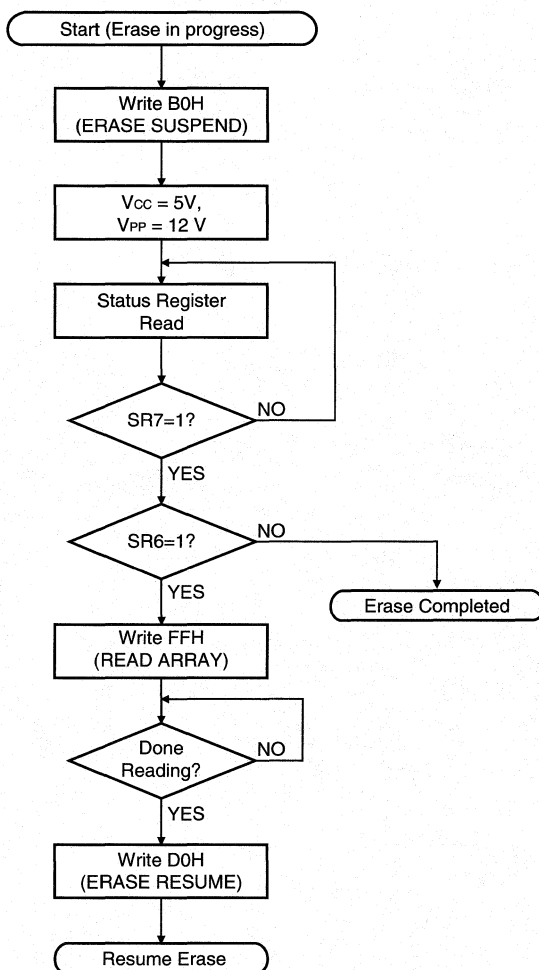 Start (Erase in progress)
Write B0H
(ERASE SUSPEND)
VCC = 5V,
VPP = 12 V
Status Register
Read
SR7=1?
NO
YES
SR6=1?
NO
YES
Erase Completed
Write FFH
(READ ARRAY)
Done
Reading?
NO
YES
Write D0H
(ERASE RESUME)
Resume Erase